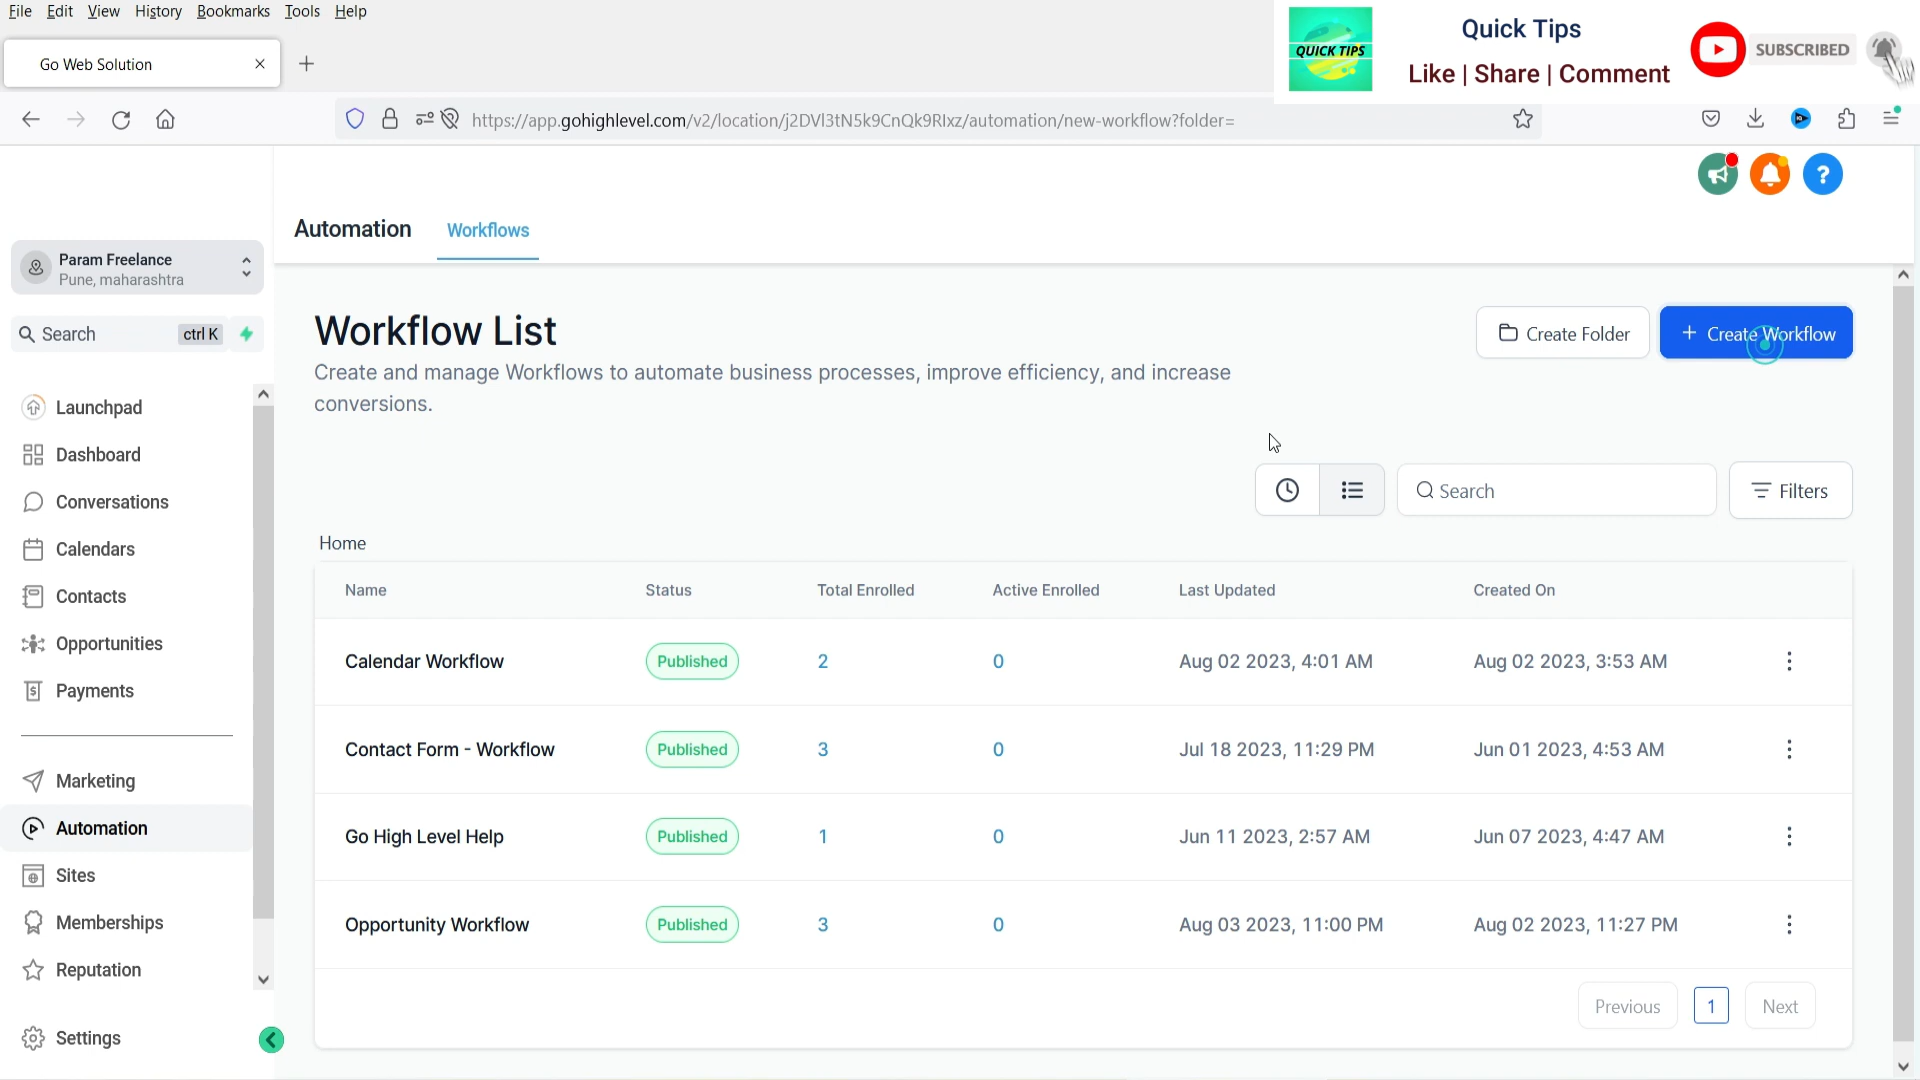 File Edit View History Bookmarks Tools Help
Quick Tips
QUICK TIPS
Like | Share | Comment
SUBSCRIBED
Go Web Solution
https://app.gohighlevel.com/v2/location/j2DVl3tN5k9CnQk9RIxz/automation/new-workflow?folder=
Automation Workflows
Param Freelance
Pune, maharashtra
Search ctrl K
Launchpad
Dashboard
Conversations
Calendars
Contacts
Opportunities
Payments
Marketing
Automation
Sites
Memberships
Reputation
Settings
Workflow List
Create and manage Workflows to automate business processes, improve efficiency, and increase
conversions.
Create Folder
+ Create Workflow
Search
Filters
Home
Name Status Total Enrolled Active Enrolled Last Updated Created On
Calendar Workflow Published 2 0 Aug 02 2023, 4:01 AM Aug 02 2023, 3:53 AM
Contact Form - Workflow Published 3 0 Jul 18 2023, 11:29 PM Jun 01 2023, 4:53 AM
Go High Level Help Published 1 0 Jun 11 2023, 2:57 AM Jun 07 2023, 4:47 AM
Opportunity Workflow Published 3 0 Aug 03 2023, 11:00 PM Aug 02 2023, 11:27 PM
Previous 1 Next